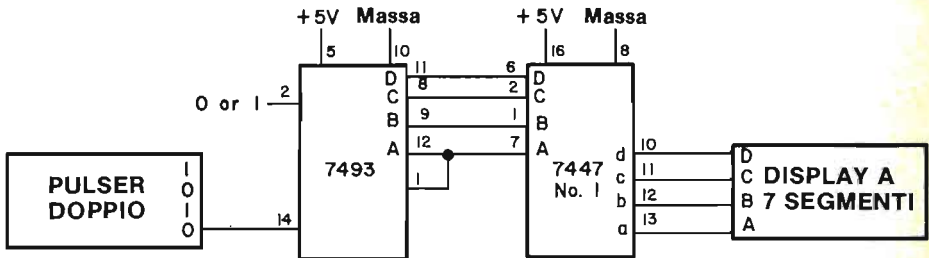 +5V Massa
+5V Massa
5 10
16 8
0 or 1 2
D 11 6 D
C 8 2 C
B 9 1 B
A 12 7 A
1
7493
7447
No. 1
d 10 D
c 11 C
b 12 B
a 13 A
DISPLAY A
7 SEGMENTI
PULSER
DOPPIO
1
0
1
0
14